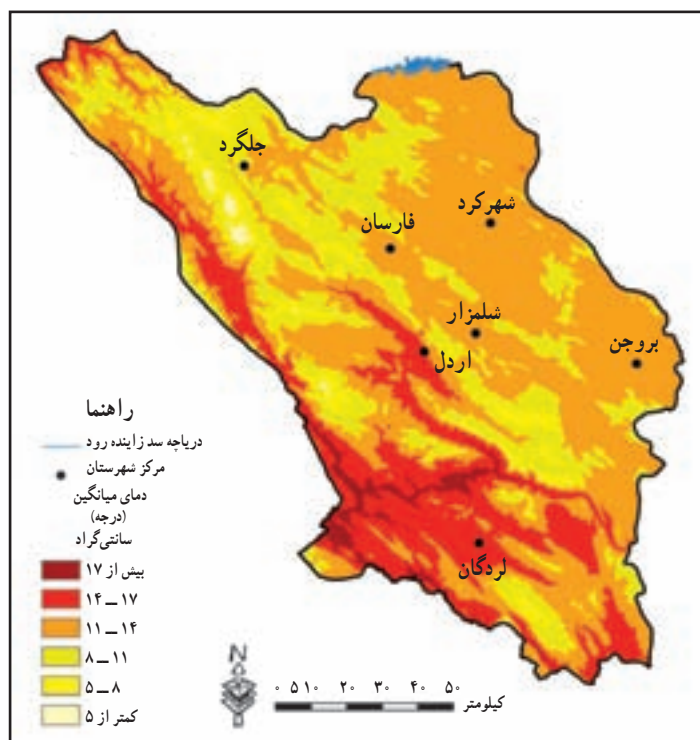 جلگرد
شهرکرد
فارسان
شلمزار
اردل
بروجن
لردگان
راهنما
دریاچه سد زاینده رود
مرکز شهرستان
دمای میانگین
(درجه)
سانتی‌گراد
بیش از ۱۷
۱۴ – ۱۷
۱۱ – ۱۴
۸ – ۱۱
۵ – ۸
کمتر از ۵
N
۰ ۵ ۱۰ ۲۰ ۳۰ ۴۰ ۵۰
کیلومتر